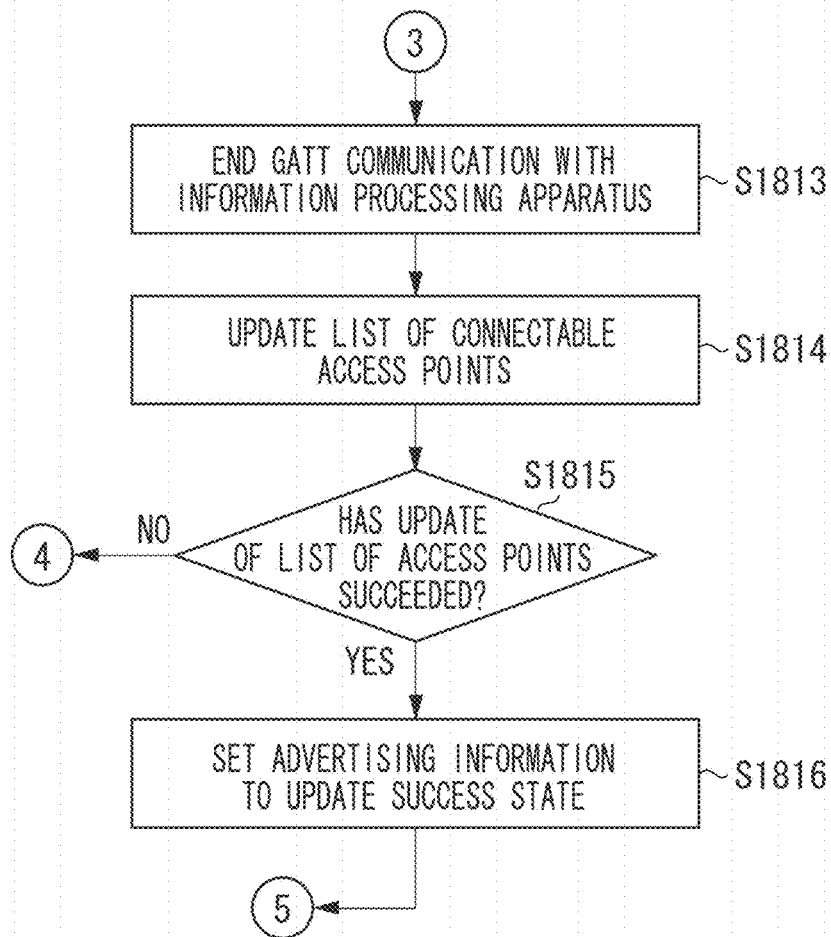 3
END GATT COMMUNICATION WITH
INFORMATION PROCESSING APPARATUS
S1813
UPDATE LIST OF CONNECTABLE
ACCESS POINTS
S1814
S1815
HAS UPDATE
OF LIST OF ACCESS POINTS
SUCCEEDED?
NO
4
YES
SET ADVERTISING INFORMATION
TO UPDATE SUCCESS STATE
S1816
5